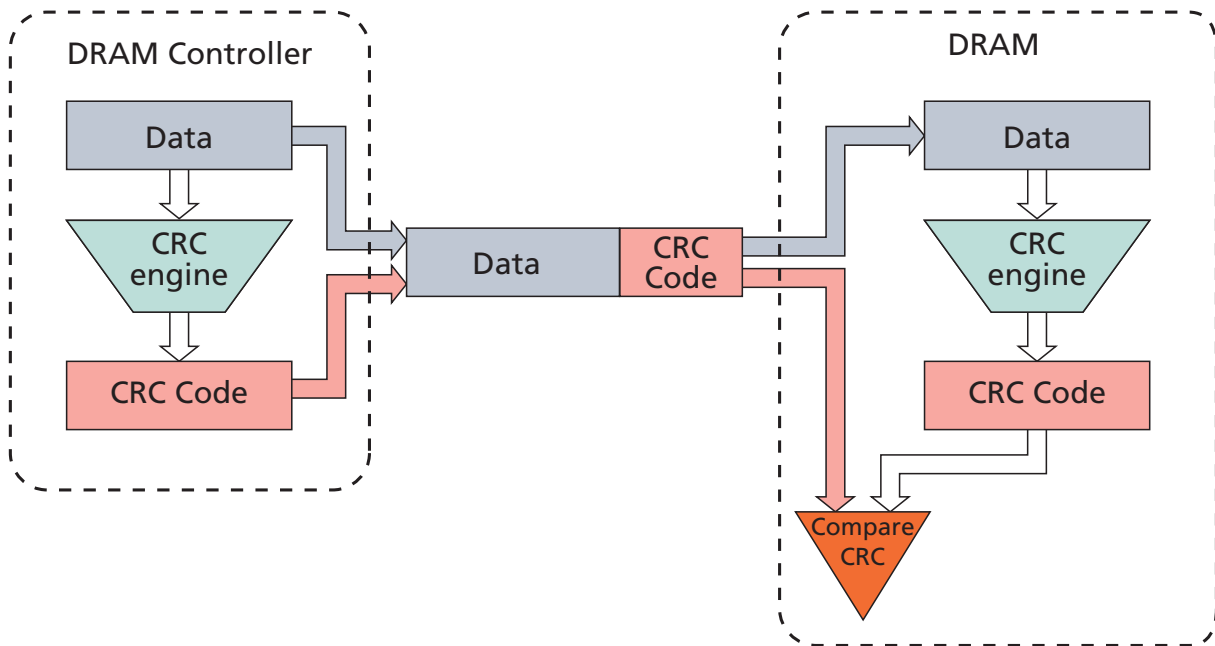 DRAM Controller
Data
CRC
engine
CRC Code
Data
CRC
Code
DRAM
Data
CRC
engine
CRC Code
Compare
CRC